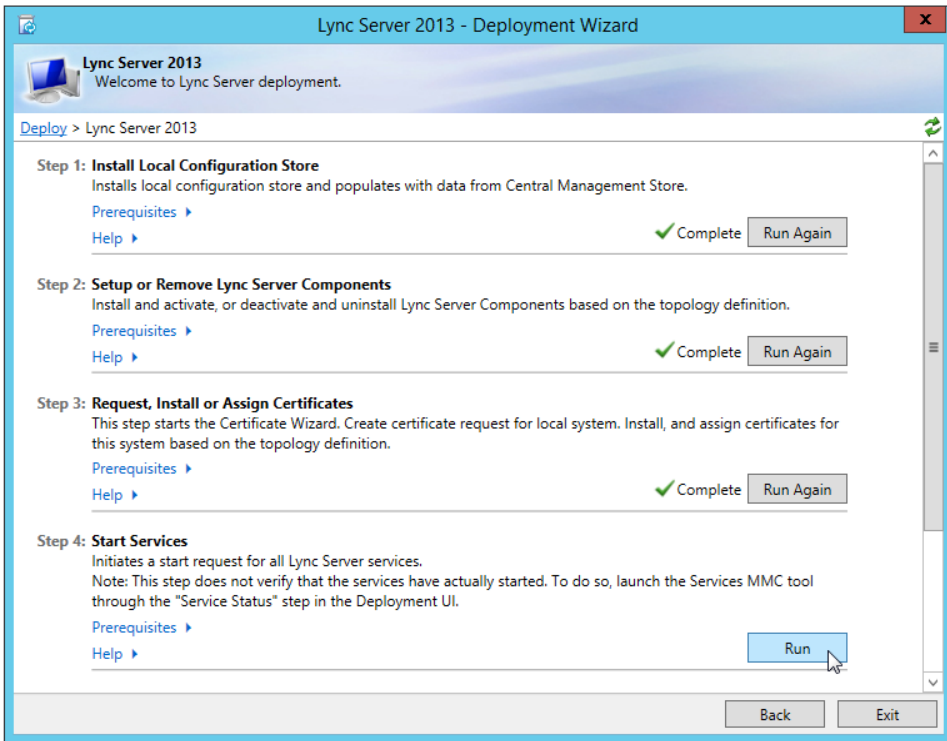 Lync Server 2013 - Deployment Wizard
x
Lync Server 2013
Welcome to Lync Server deployment.
Deploy > Lync Server 2013
Step 1: Install Local Configuration Store
Installs local configuration store and populates with data from Central Management Store.
Prerequisites
Help
Complete Run Again
Step 2: Setup or Remove Lync Server Components
Install and activate, or deactivate and uninstall Lync Server Components based on the topology definition.
Prerequisites
Help
Complete Run Again
Step 3: Request, Install or Assign Certificates
This step starts the Certificate Wizard. Create certificate request for local system. Install, and assign certificates for
this system based on the topology definition.
Prerequisites
Help
Complete Run Again
Step 4: Start Services
Initiates a start request for all Lync Server services.
Note: This step does not verify that the services have actually started. To do so, launch the Services MMC tool
through the "Service Status" step in the Deployment UI.
Prerequisites
Help
Run
Back Exit